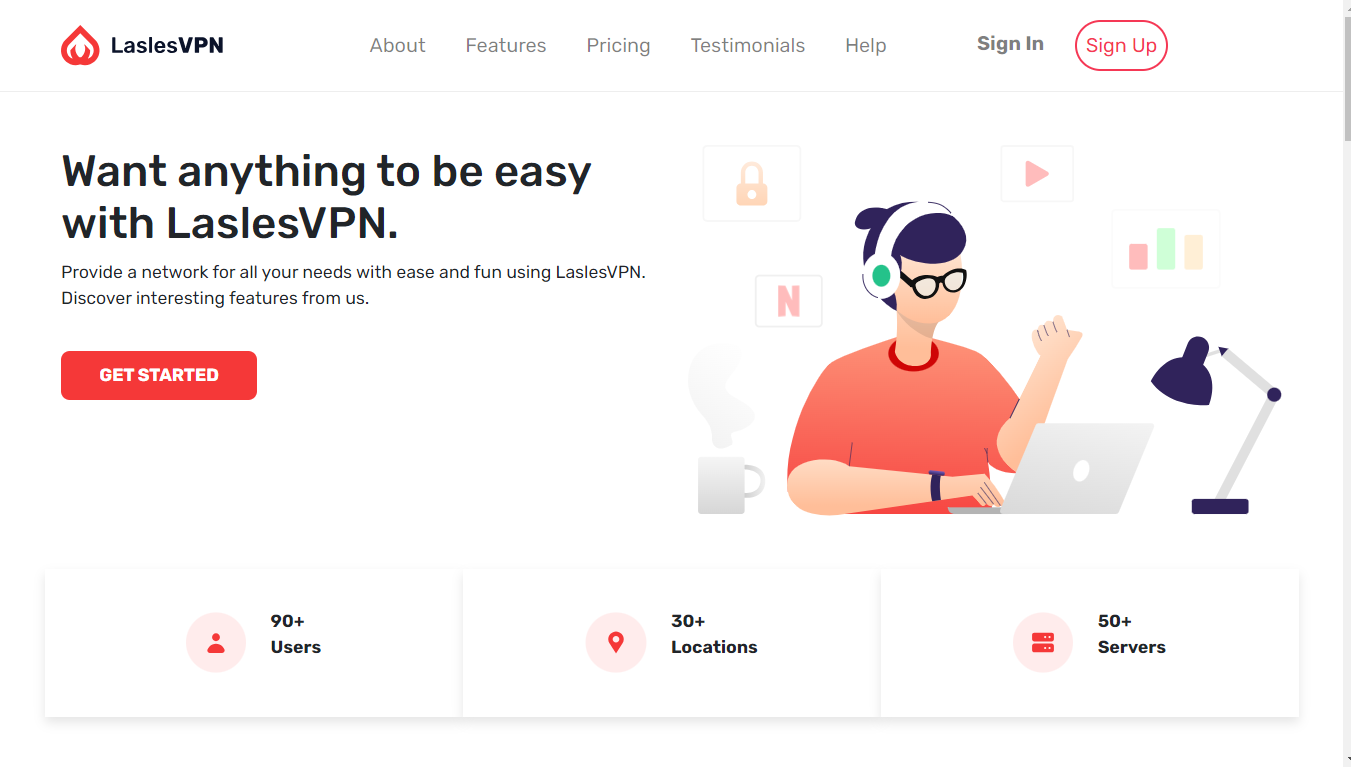 LaslesVPN
About Features Pricing Testimonials Help Sign In Sign Up
Want anything to be easy
with LaslesVPN.
Provide a network for all your needs with ease and fun using LaslesVPN.
Discover interesting features from us.
N
GET STARTED
90+
Users
30+
Locations
50+
Servers